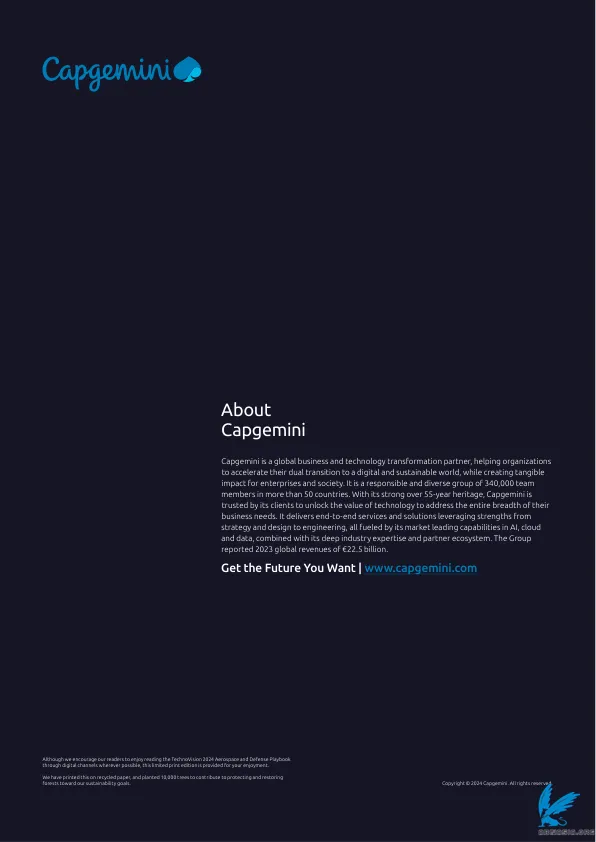 Capgemini
About
Capgemini
Capgemini is a global business and technology transformation partner, helping organizations
to accelerate their dual transition to a digital and sustainable world, while creating tangible
impact for enterprises and society. It is a responsible and diverse group of 340,000 team
members in more than 50 countries. With its strong over 55-year heritage, Capgemini is
trusted by its clients to unlock the value of technology to address the entire breadth of their
business needs. It delivers end-to-end services and solutions leveraging strengths from
strategy and design to engineering, all fueled by its market leading capabilities in AI, cloud
and data, combined with its deep industry expertise and partner ecosystem. The Group
reported 2023 global revenues of €22.5 billion.
Get the Future You Want | www.capgemini.com
Although we encourage our readers to enjoy reading the TechnoVision 2024 Aerospace and Defense Playbook
through digital channels wherever possible, this limited print edition is provided for your enjoyment.
We have printed this on recycled paper, and planted 10,000 trees to contribute to protecting and restoring
forests toward our sustainability goals.
Copyright © 2024 Capgemini. All rights reserved.